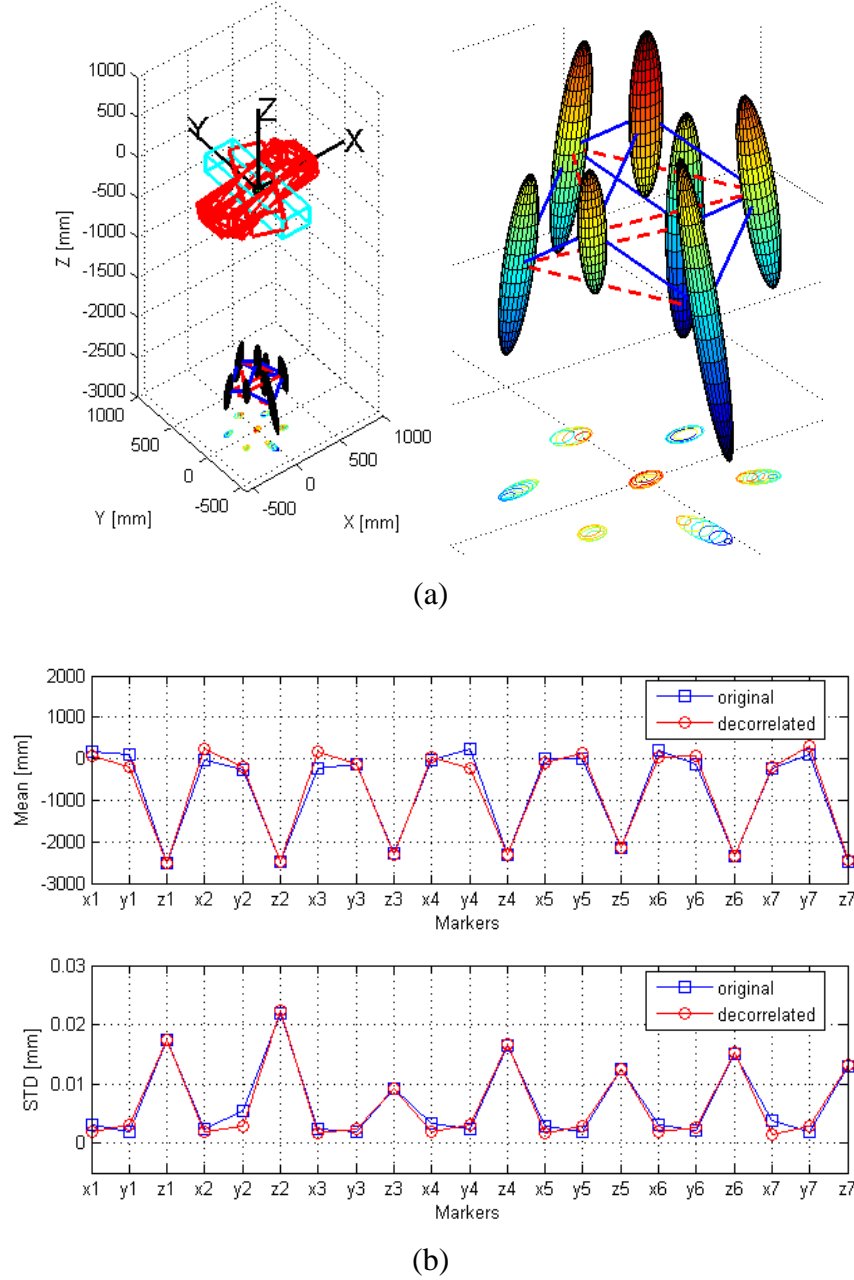 1000
500
0
-500
-1000
-1500
-2000
-2500
-3000
Z [mm]
Z
Y
X
1000
500
0
-500
Y [mm]
-500
0
500
1000
X [mm]
(a)
2000
1000
0
-1000
-2000
-3000
Mean [mm]
original
decorrelated
x1 y1 z1 x2 y2 z2 x3 y3 z3 x4 y4 z4 x5 y5 z5 x6 y6 z6 x7 y7 z7
Markers
0.03
0.02
0.01
0
STD [mm]
original
decorrelated
x1 y1 z1 x2 y2 z2 x3 y3 z3 x4 y4 z4 x5 y5 z5 x6 y6 z6 x7 y7 z7
Markers
(b)